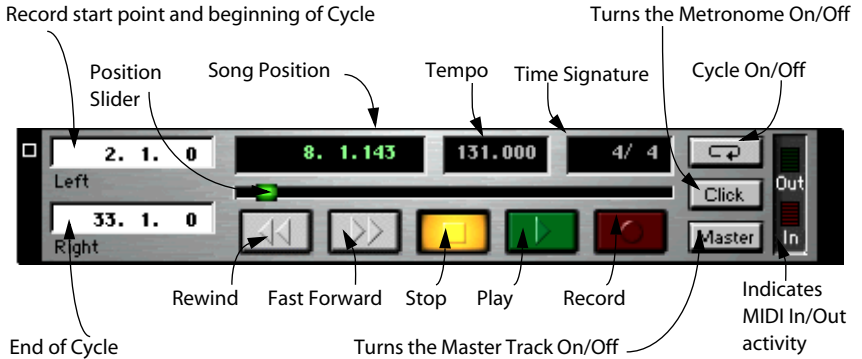 Record start point and beginning of Cycle
Turns the Metronome On/Off
Position
Slider
Song Position
Tempo
Time Signature
Cycle On/Off
2. 1. 0
Left
8. 1.143
131.000
4/ 4
Click
Out
33. 1. 0
Right
Master
In
Rewind
Fast Forward
Stop
Play
Record
Indicates
MIDI In/Out
activity
End of Cycle
Turns the Master Track On/Off